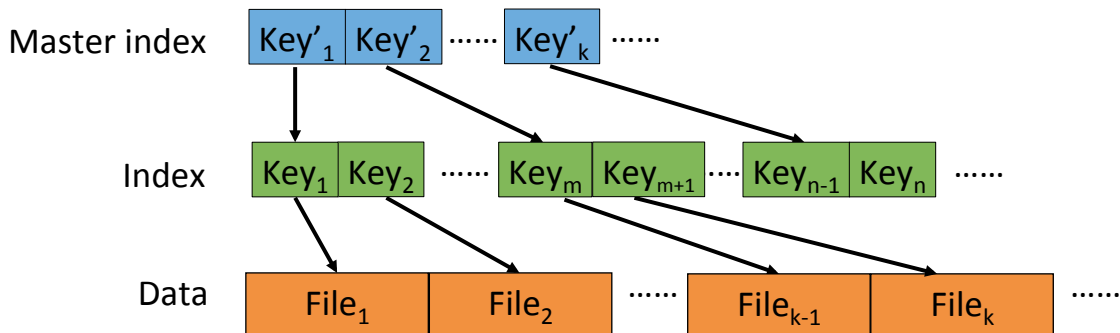 Master index Key’₁ Key’₂ ...... Key’ₖ ......
Index Key₁ Key₂ ...... Keyₘ Keyₘ₊₁ ...... Keyₙ₋₁ Keyₙ ......
Data File₁ File₂ ...... Fileₖ₋₁ Fileₖ ......